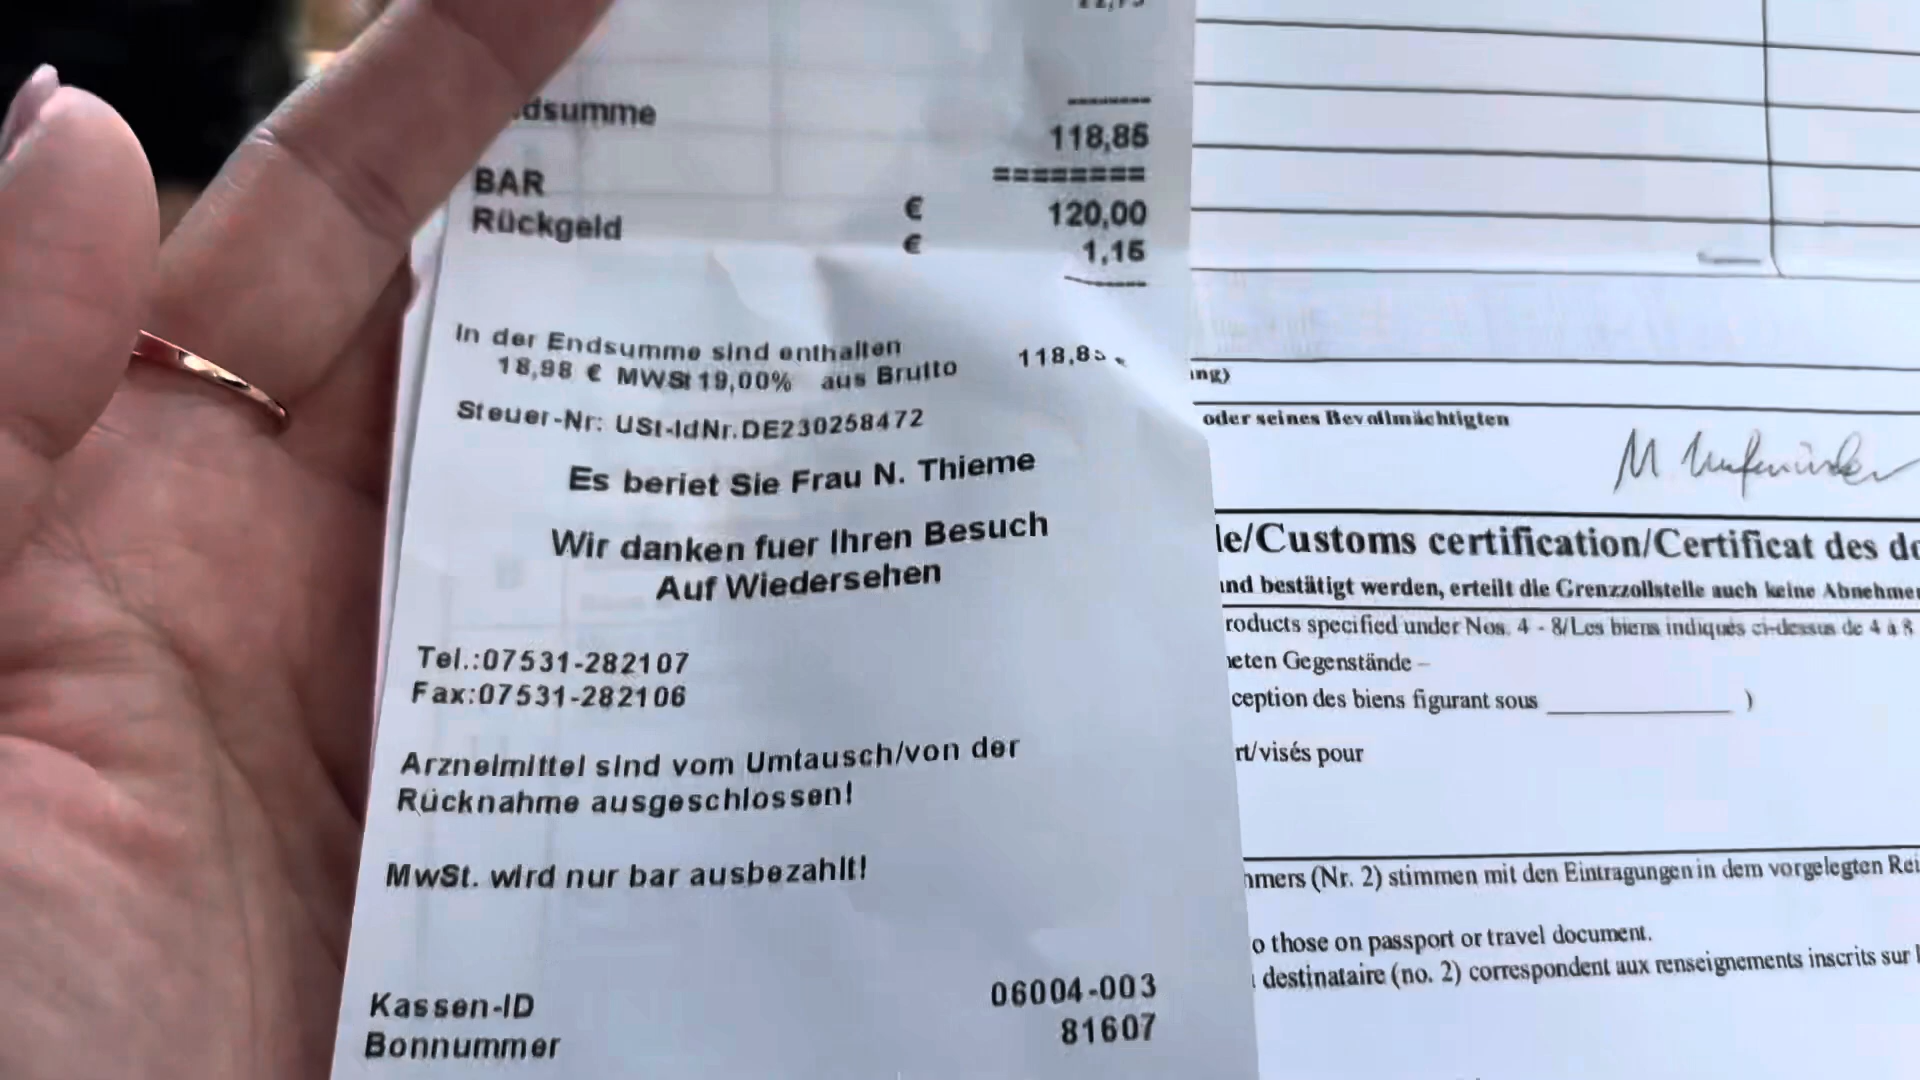 dsumme
118,85
========
BAR € 120,00
Rückgeld € 1,15
In der Endsumme sind enthalten
18,98 € MWSt 19,00% aus Brutto 118,85
Steuer-Nr: USt-IdNr.DE230258472
Es beriet Sie Frau N. Thieme
Wir danken fuer Ihren Besuch
Auf Wiedersehen
Tel.:07531-282107
Fax:07531-282106
Arzneimittel sind vom Umtausch/von der
Rücknahme ausgeschlossen!
MwSt. wird nur bar ausbezahlt!
Kassen-ID 06004-003
Bonnummer 81607
ung)
oder seines Bevollmächtigten
M.
le/Customs certification/Certificat des do
und bestätigt werden, erteilt die Grenzzollstelle auch keine Abnehmer
roducts specified under Nos. 4 - 8/Les biens indiqués ci-dessus de 4 à 8
neten Gegenstände –
ception des biens figurant sous ____________ )
rt/visés pour
hmers (Nr. 2) stimmen mit den Eintragungen in dem vorgelegten Rei
o those on passport or travel document.
destinataire (no. 2) correspondent aux renseignements inscrits sur l